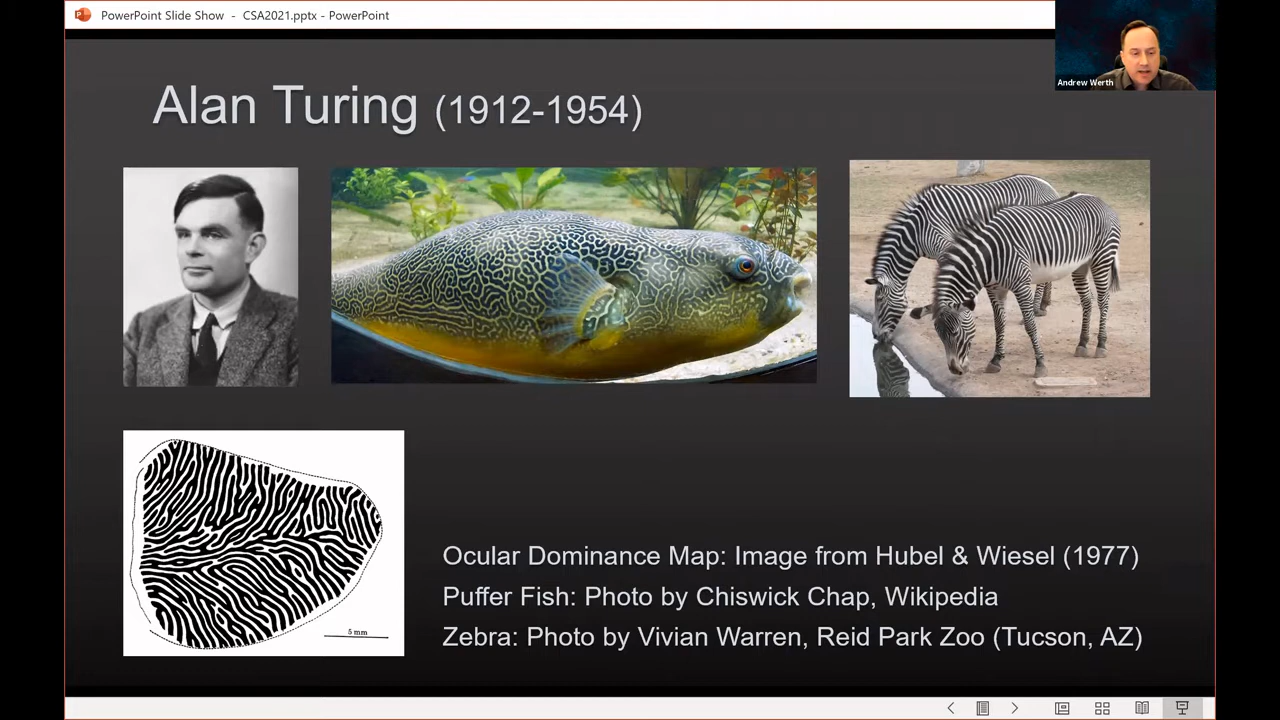 PowerPoint Slide Show - CSA2021.pptx - PowerPoint
Andrew Werth
Alan Turing (1912-1954)
5 mm
Ocular Dominance Map: Image from Hubel & Wiesel (1977)
Puffer Fish: Photo by Chiswick Chap, Wikipedia
Zebra: Photo by Vivian Warren, Reid Park Zoo (Tucson, AZ)